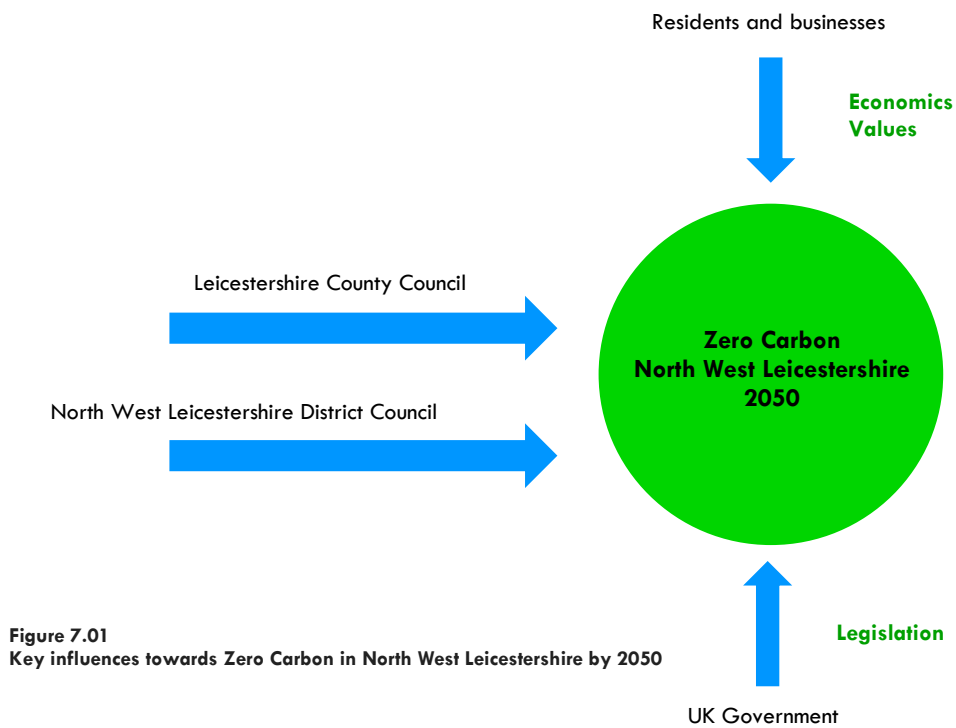 Residents and businesses
Economics
Values
Leicestershire County Council
Zero Carbon
North West Leicestershire
2050
North West Leicestershire District Council
Legislation
Figure 7.01
Key influences towards Zero Carbon in North West Leicestershire by 2050
UK Government